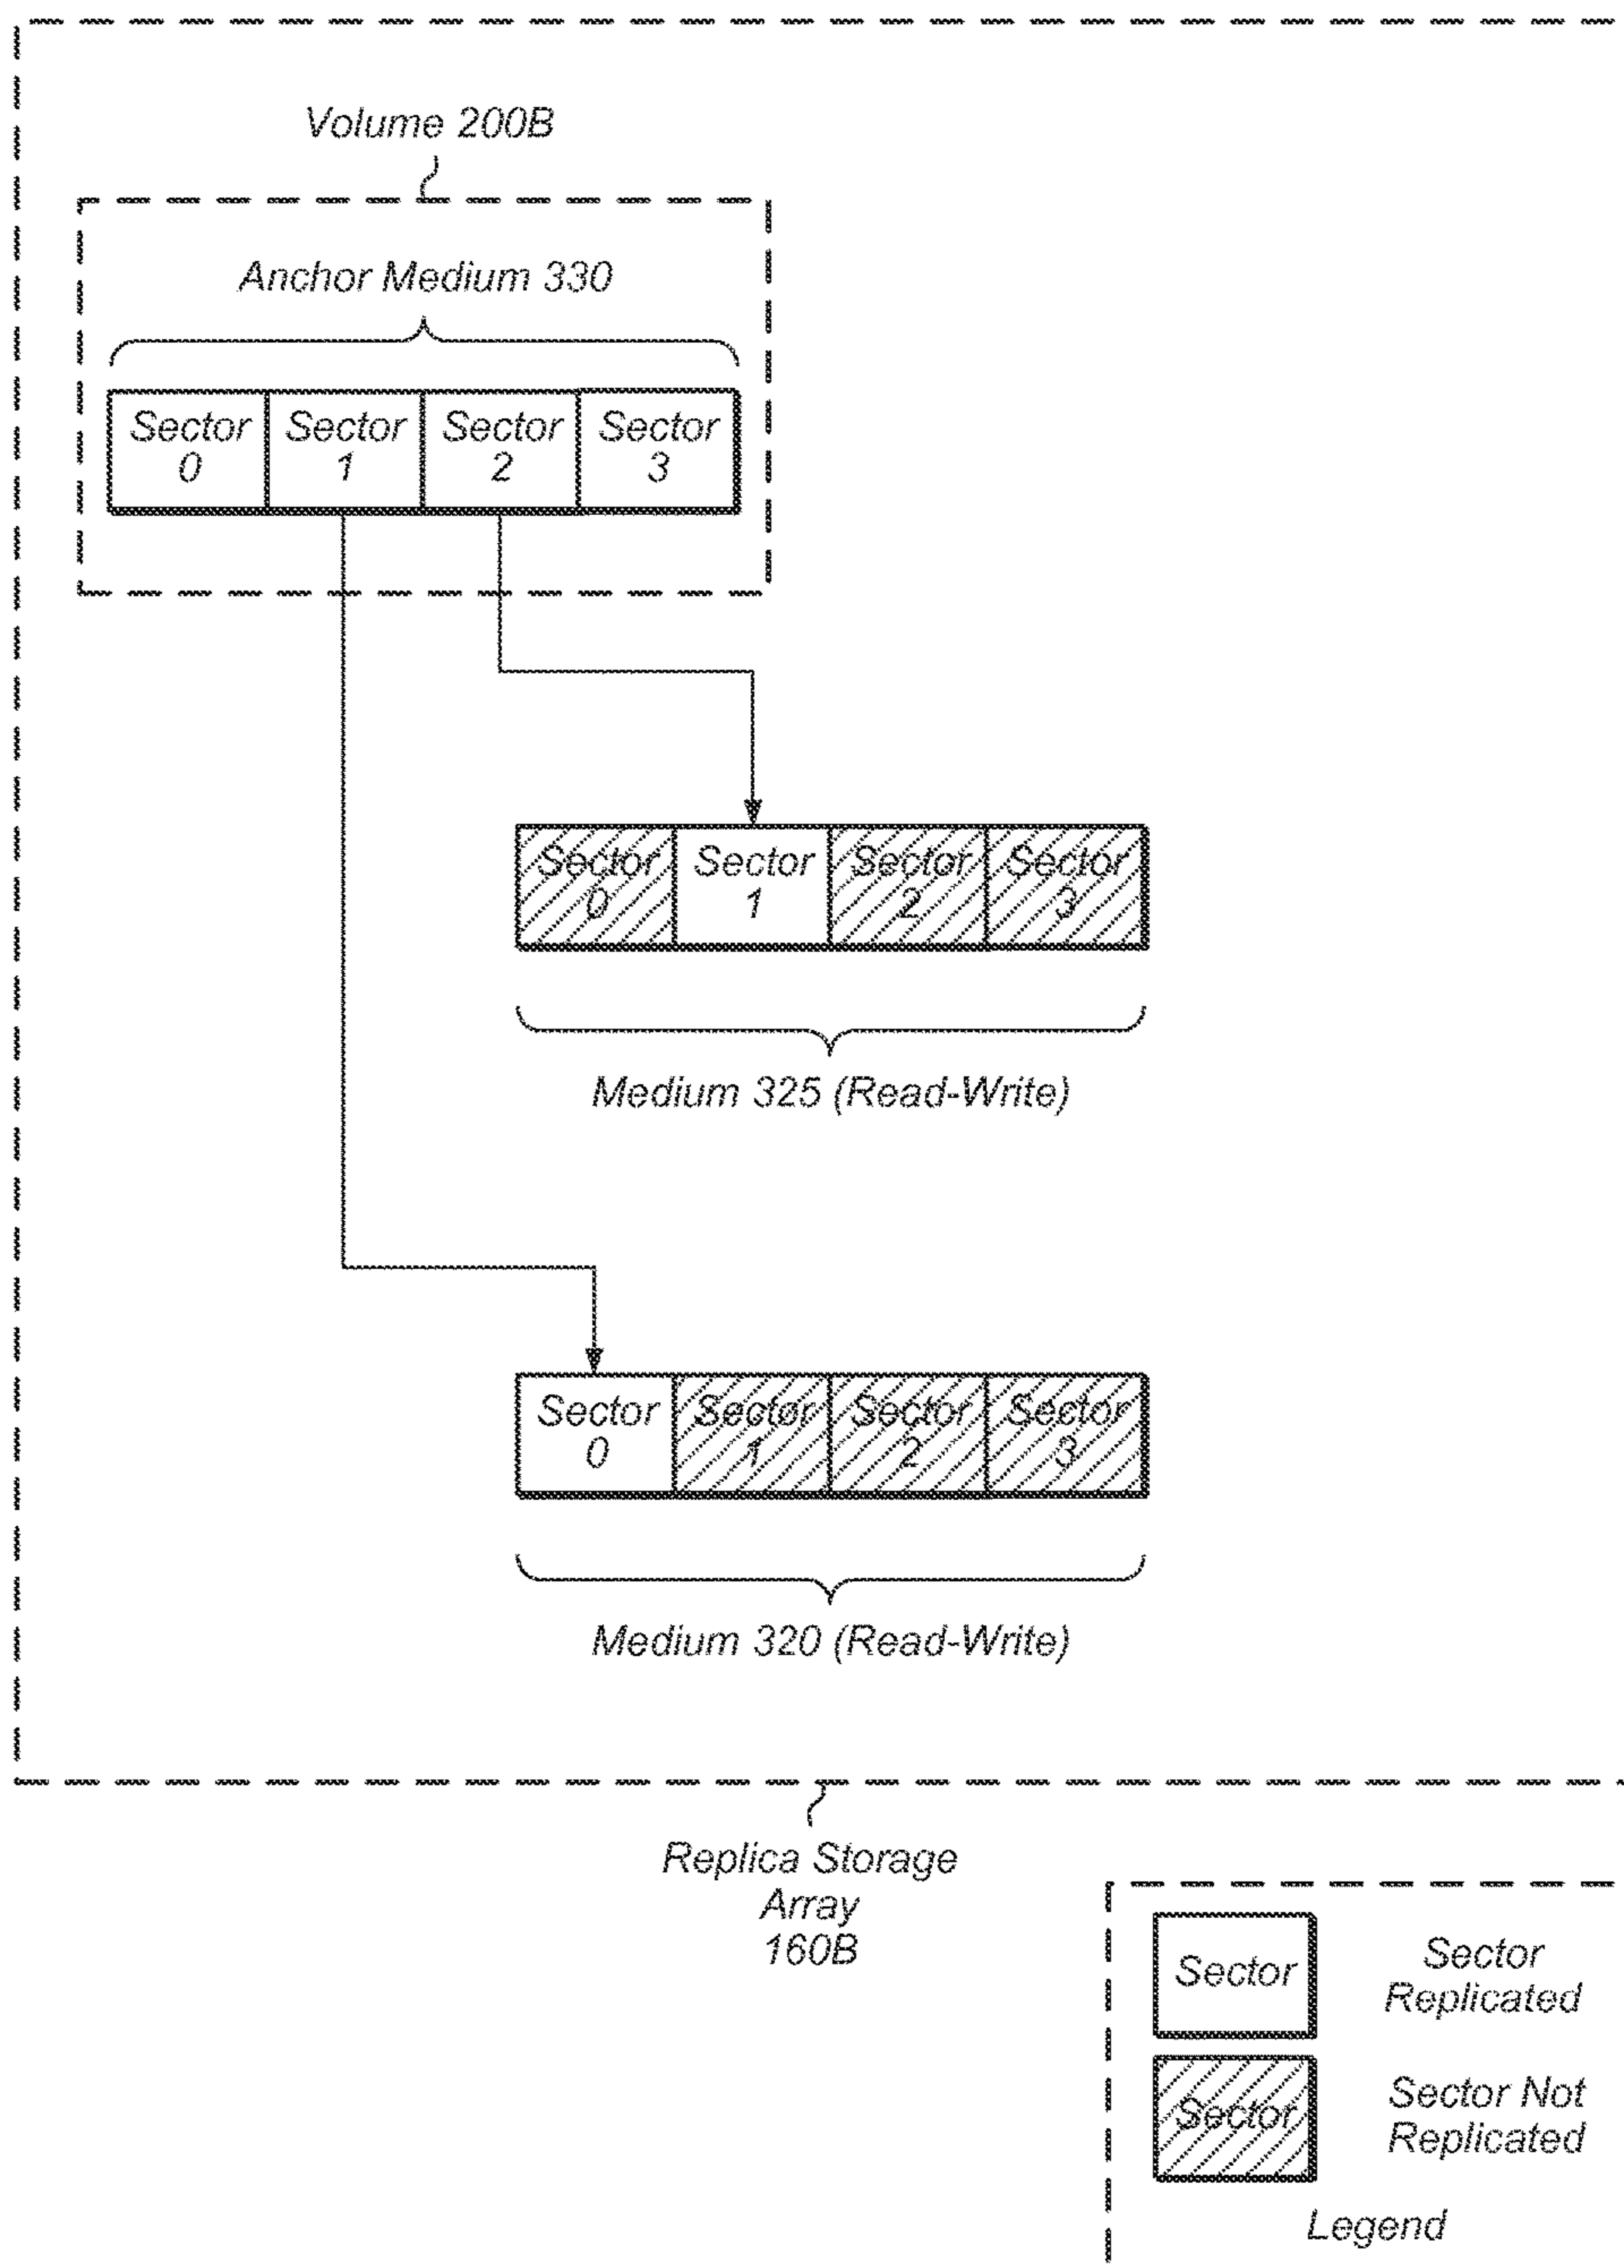 Volume 200B
Anchor Medium 330
Sector Sector Sector Sector
0 1 2 3
Sector Sector Sector Sector
0 1 2 3
Medium 325 (Read-Write)
Sector Sector Sector Sector
0 1 2 3
Medium 320 (Read-Write)
Replica Storage
Array
160B
Sector
Sector
Replicated
Sector
Sector Not
Replicated
Legend